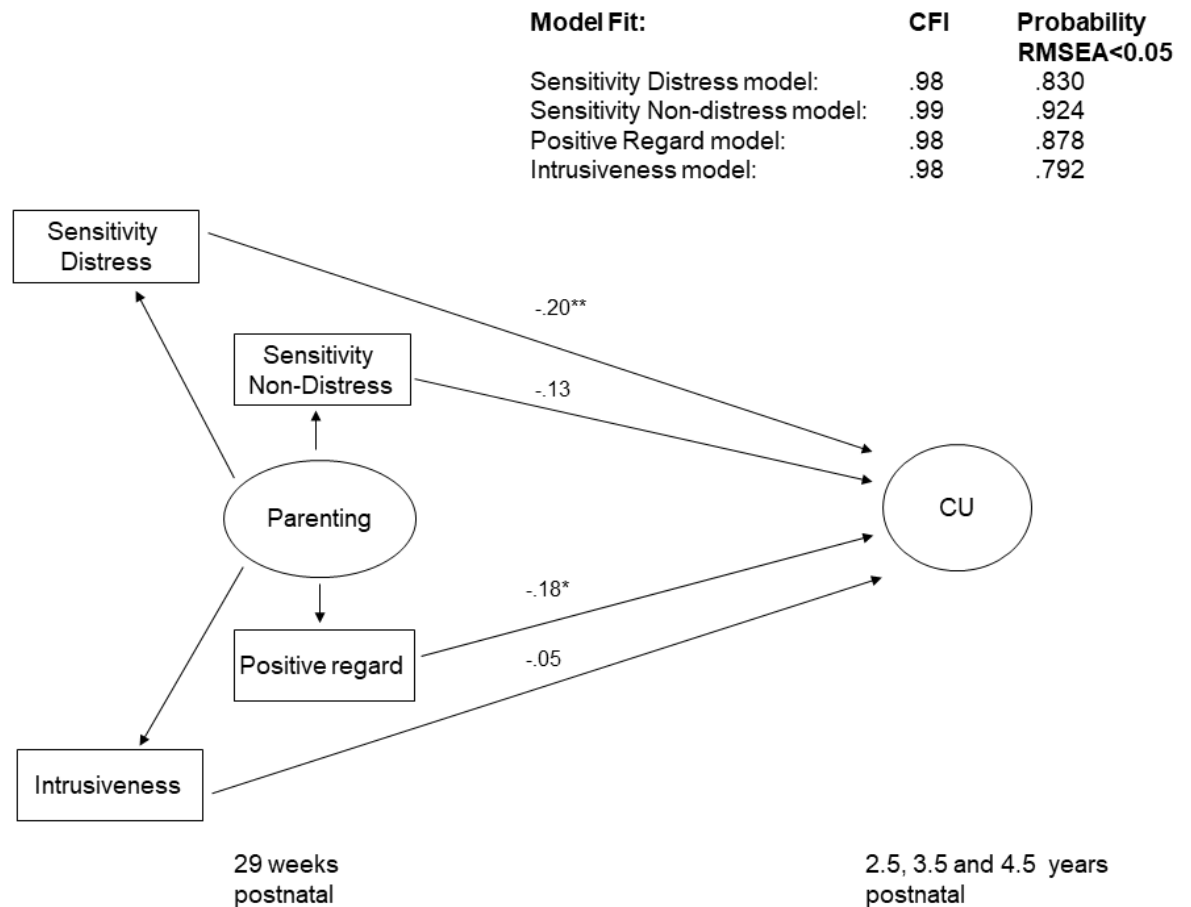 Model Fit: CFI Probability
RMSEA<0.05
Sensitivity Distress model: .98 .830
Sensitivity Non-distress model: .99 .924
Positive Regard model: .98 .878
Intrusiveness model: .98 .792
Sensitivity
Distress
-.20**
Sensitivity
Non-Distress
-.13
Parenting
CU
-.18*
Positive regard
-.05
Intrusiveness
29 weeks
postnatal
2.5, 3.5 and 4.5 years
postnatal